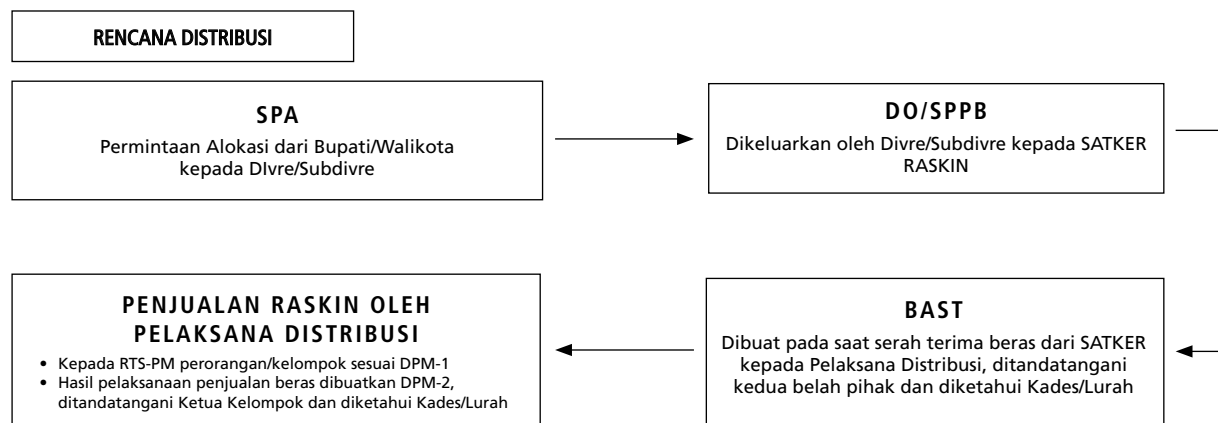 RENCANA DISTRIBUSI
SPA
Permintaan Alokasi dari Bupati/Walikota
kepada DIvre/Subdivre
DO/SPPB
Dikeluarkan oleh Divre/Subdivre kepada SATKER
RASKIN
PENJUALAN RASKIN OLEH
PELAKSANA DISTRIBUSI
• Kepada RTS-PM perorangan/kelompok sesuai DPM-1
• Hasil pelaksanaan penjualan beras dibuatkan DPM-2,
ditandatangani Ketua Kelompok dan diketahui Kades/Lurah
BAST
Dibuat pada saat serah terima beras dari SATKER
kepada Pelaksana Distribusi, ditandatangani
kedua belah pihak dan diketahui Kades/Lurah